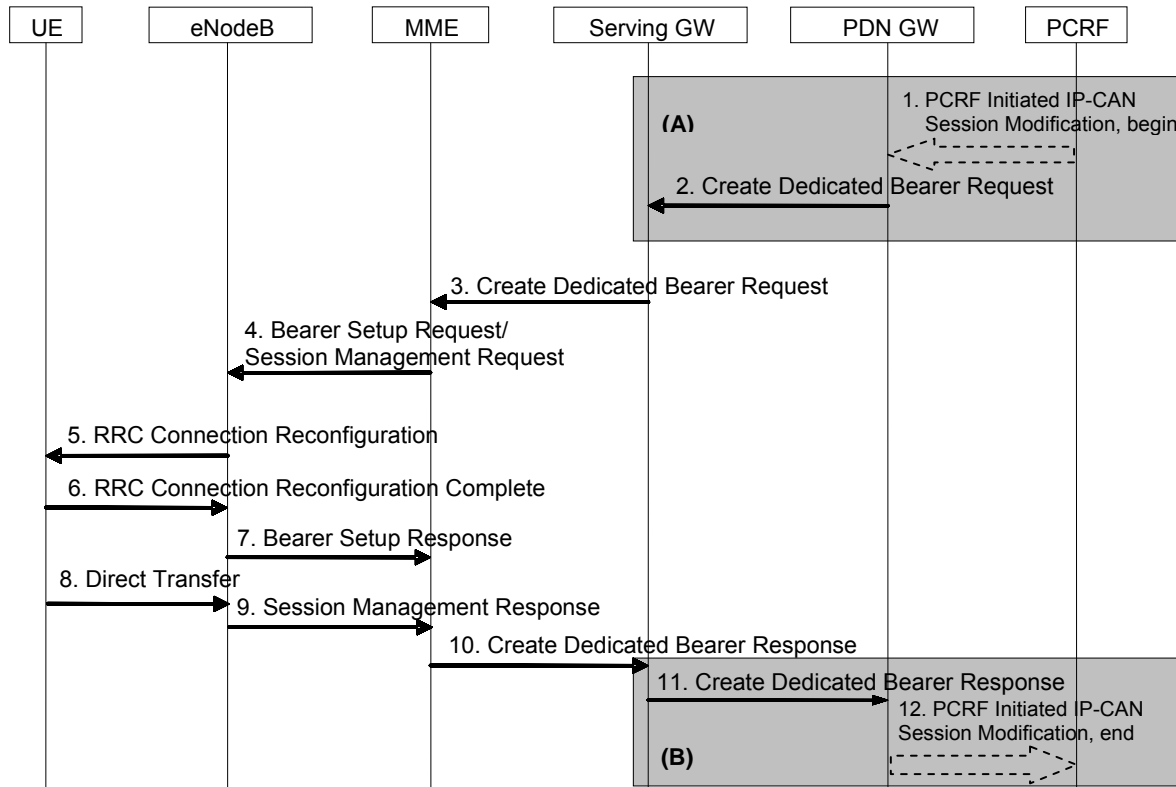 UE
eNodeB
MME
Serving GW
PDN GW
PCRF
(A)
1. PCRF Initiated IP-CAN
Session Modification, begin
2. Create Dedicated Bearer Request
3. Create Dedicated Bearer Request
4. Bearer Setup Request/
Session Management Request
5. RRC Connection Reconfiguration
6. RRC Connection Reconfiguration Complete
7. Bearer Setup Response
8. Direct Transfer
9. Session Management Response
10. Create Dedicated Bearer Response
11. Create Dedicated Bearer Response
12. PCRF Initiated IP-CAN
Session Modification, end
(B)